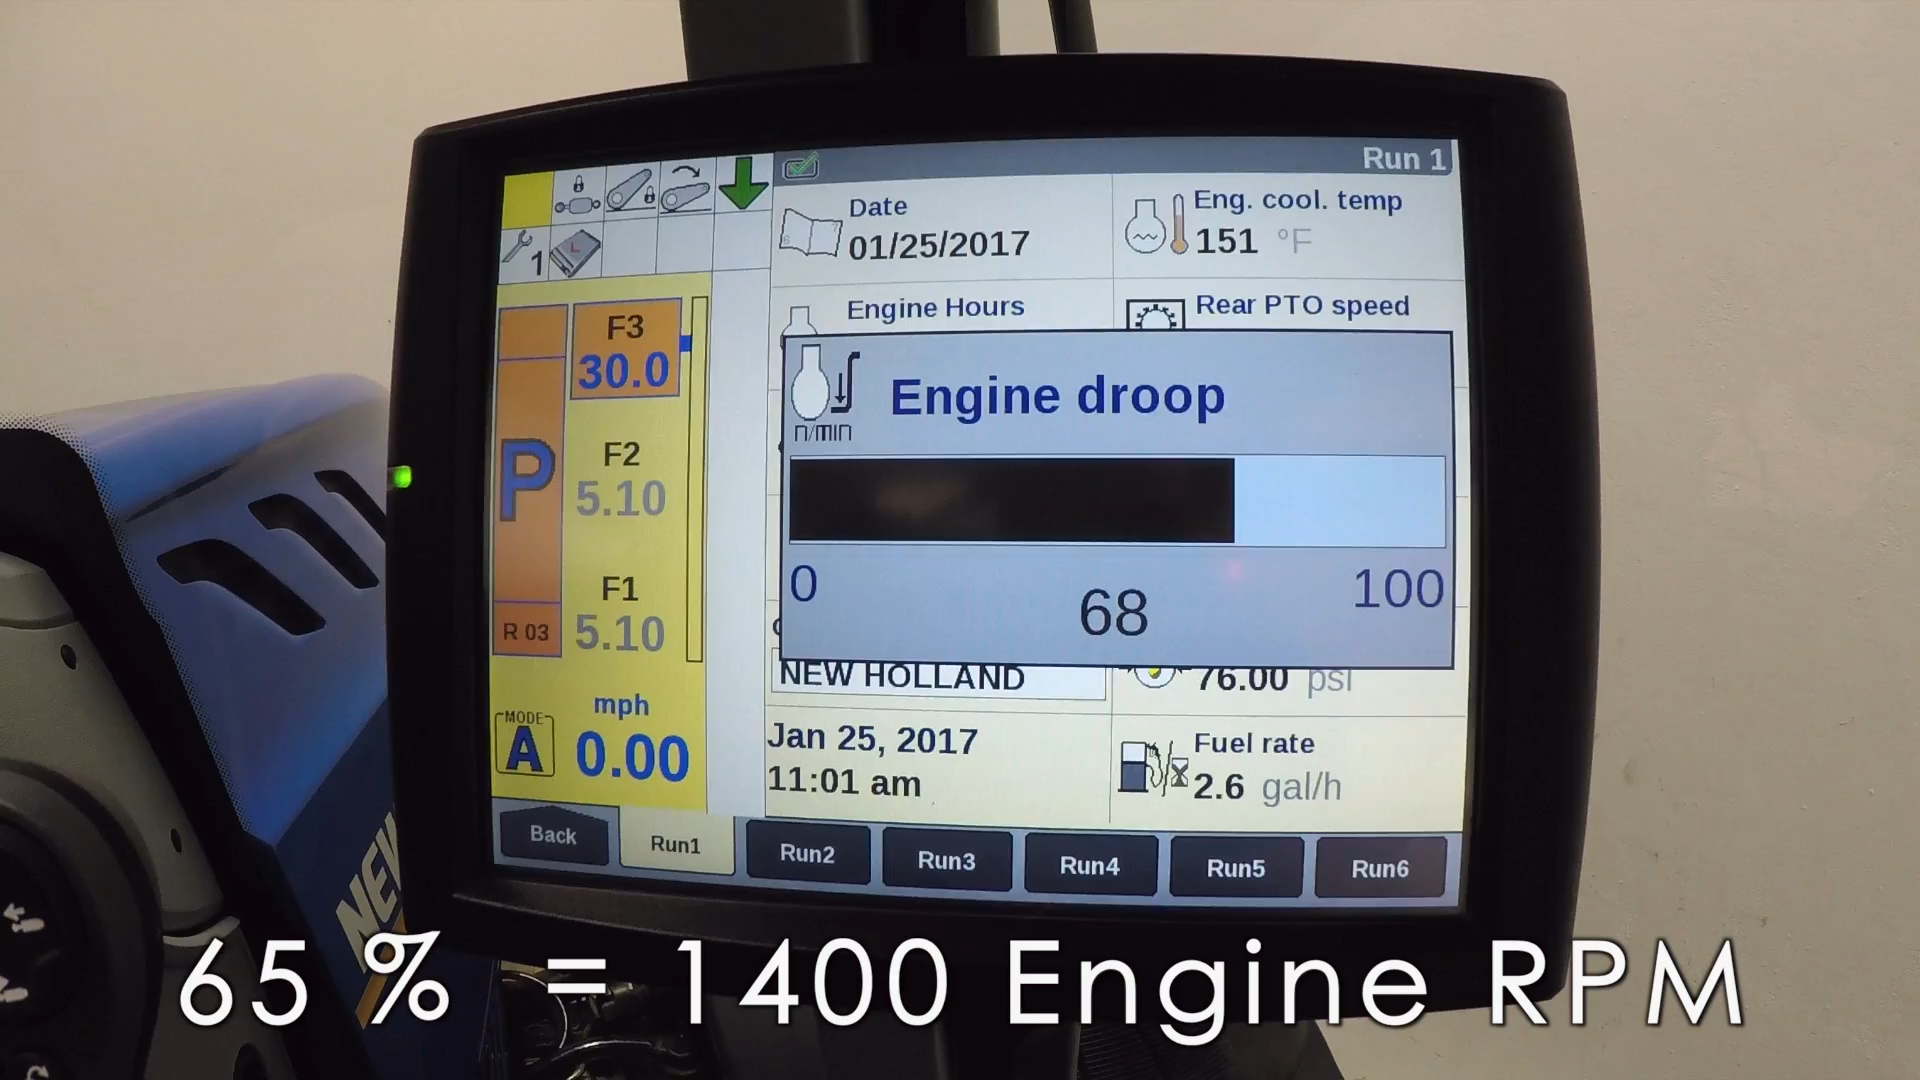 Run 1
1
Date
01/25/2017
Eng. cool. temp
151 °F
Engine Hours
Rear PTO speed
F3
30.0
F2
5.10
F1
5.10
P
R 03
mph
0.00
MODE
A
Engine droop
n/min
0
68
100
NEW HOLLAND
76.00 psi
Jan 25, 2017
11:01 am
Fuel rate
2.6 gal/h
Back
Run1
Run2
Run3
Run4
Run5
Run6
NEW
65 % = 1400 Engine RPM